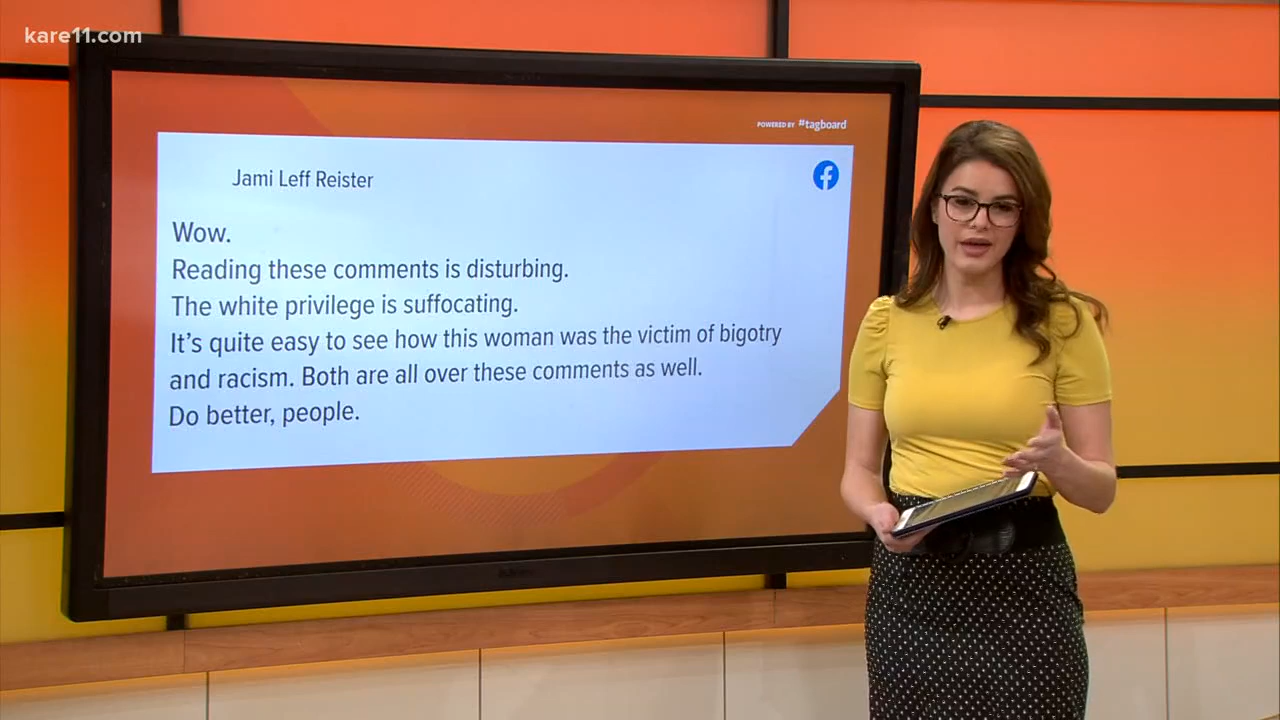 kare11.com
POWERED BY #tagboard
Jami Leff Reister
Wow.
Reading these comments is disturbing.
The white privilege is suffocating.
It's quite easy to see how this woman was the victim of bigotry
and racism. Both are all over these comments as well.
Do better, people.